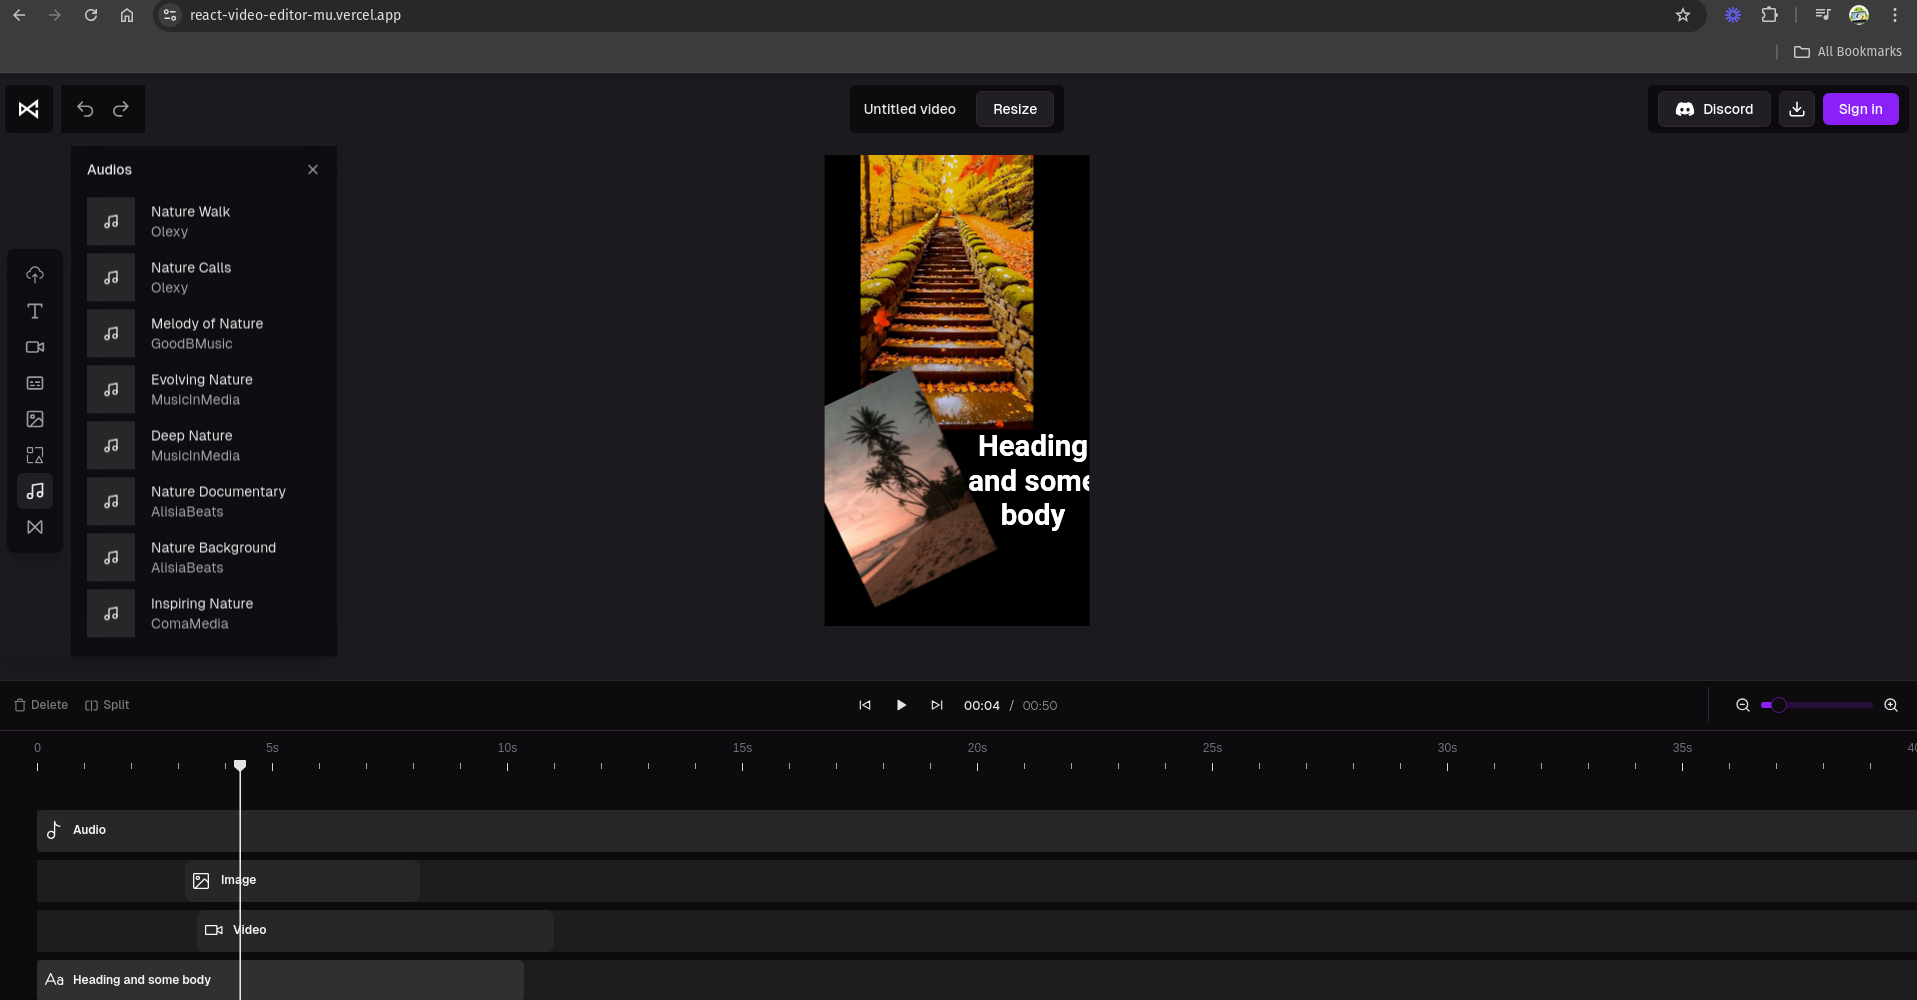 react-video-editor-mu.vercel.app
All Bookmarks
Untitled video
Resize
Discord
Sign in
Audios
Nature Walk
Olexy
Nature Calls
Olexy
Melody of Nature
GoodBMusic
Evolving Nature
MusicInMedia
Deep Nature
MusicInMedia
Nature Documentary
AlisiaBeats
Nature Background
AlisiaBeats
Inspiring Nature
ComaMedia
Heading
and some
body
Delete
Split
00:04 / 00:50
0 5s 10s 15s 20s 25s 30s 35s 40
Audio
Image
Video
Aa Heading and some body